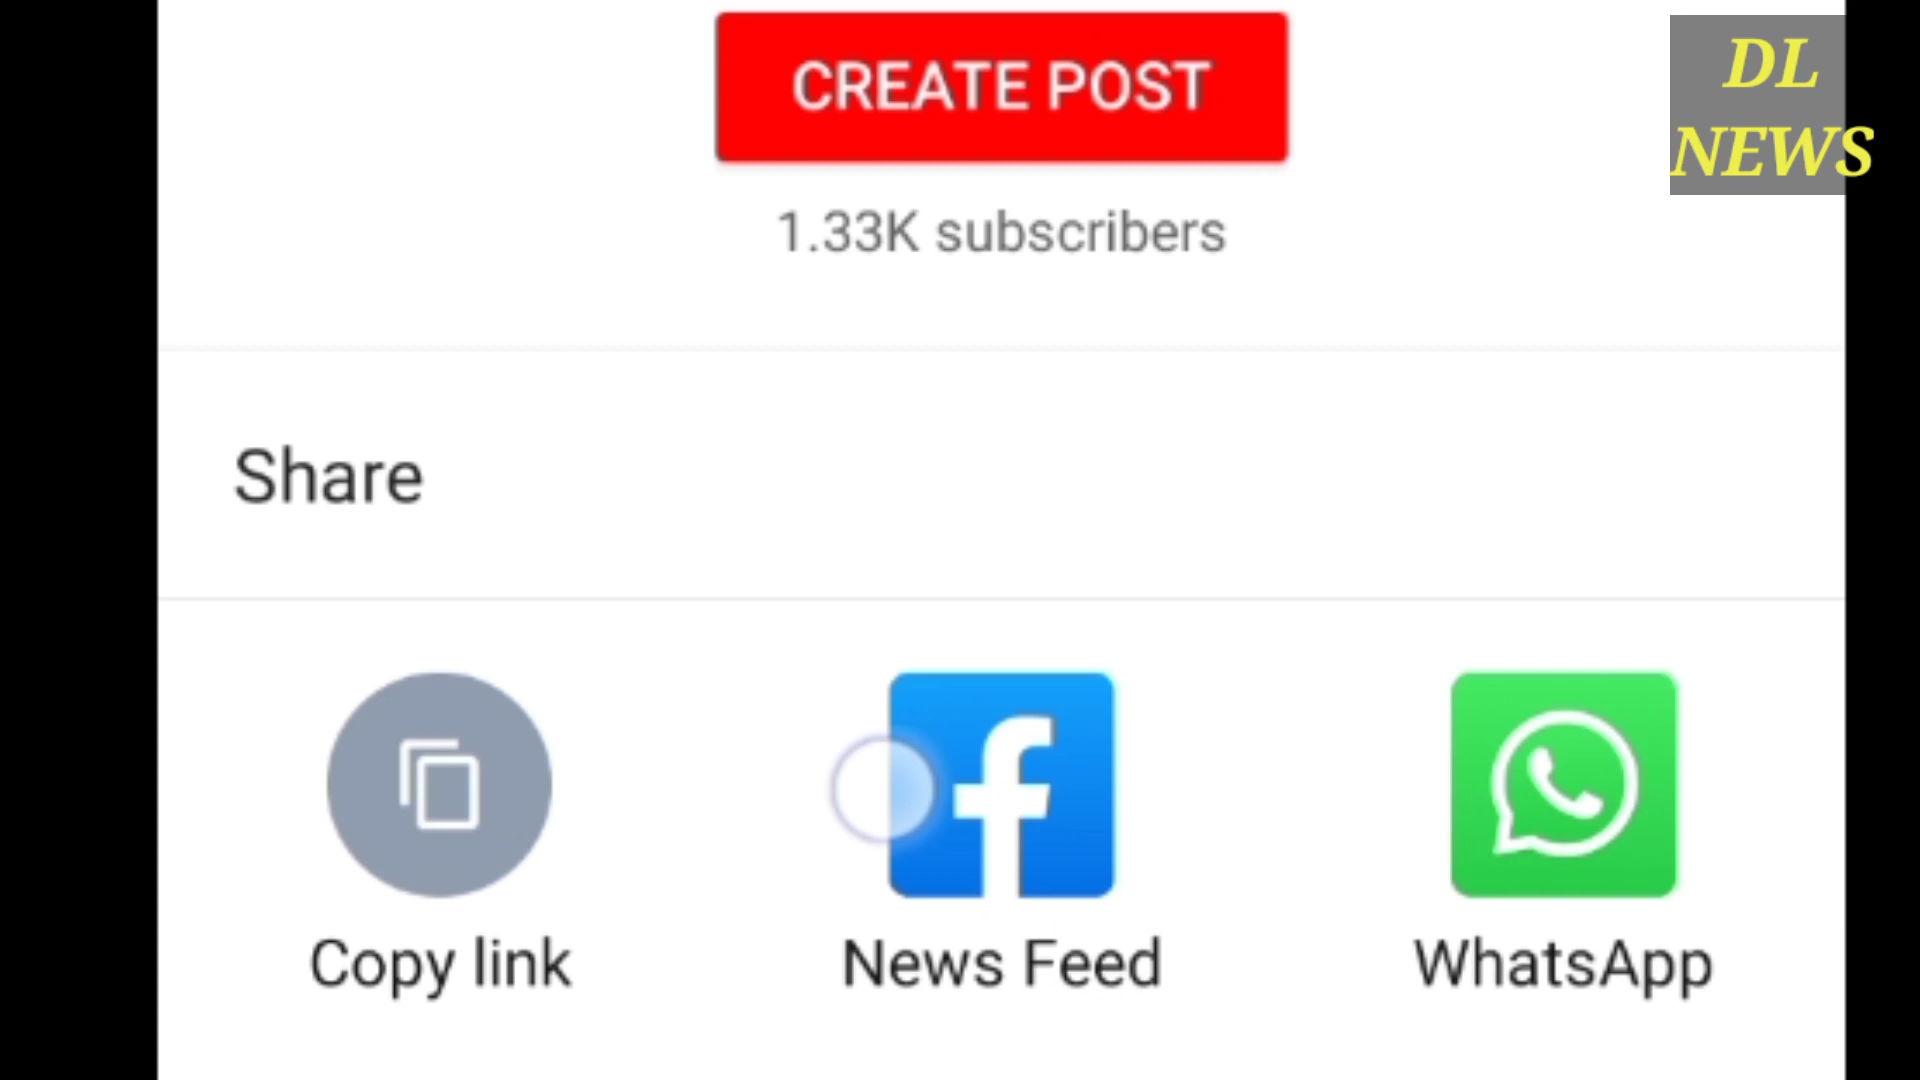 CREATE POST
DL
NEWS
1.33K subscribers
Share
Copy link
News Feed
WhatsApp